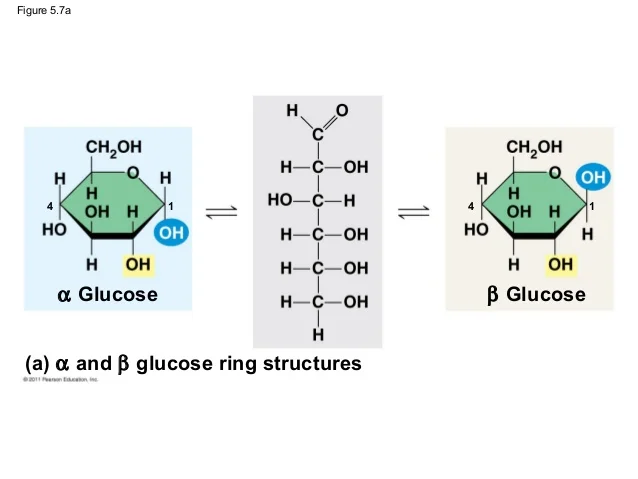 Figure 5.7a
CH₂OH
H O H
H
4 OH H 1
HO OH
H OH
α Glucose
H O
C
H–C–OH
HO–C–H
H–C–OH
H–C–OH
H–C–OH
H
CH₂OH
H O OH
H
4 OH H 1
HO H
H OH
β Glucose
(a) α and β glucose ring structures
© 2011 Pearson Education, Inc.